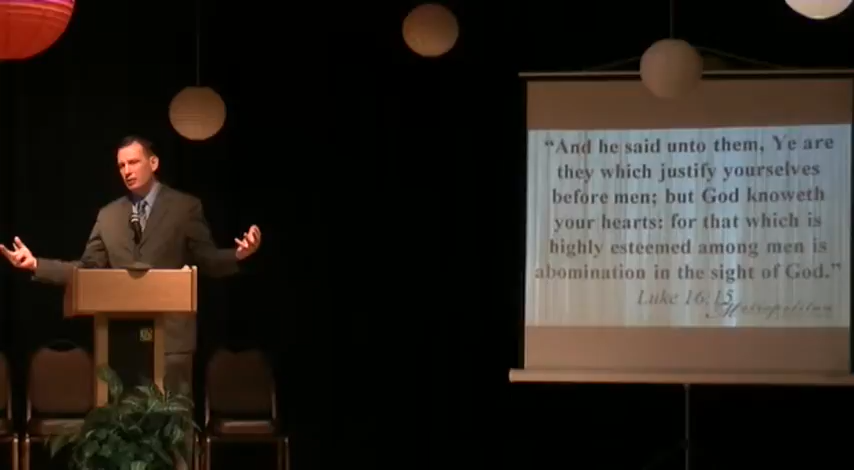 “And he said unto them, Ye are
they which justify yourselves
before men; but God knoweth
your hearts: for that which is
highly esteemed among men is
abomination in the sight of God.”
Luke 16:15
Metropolitan